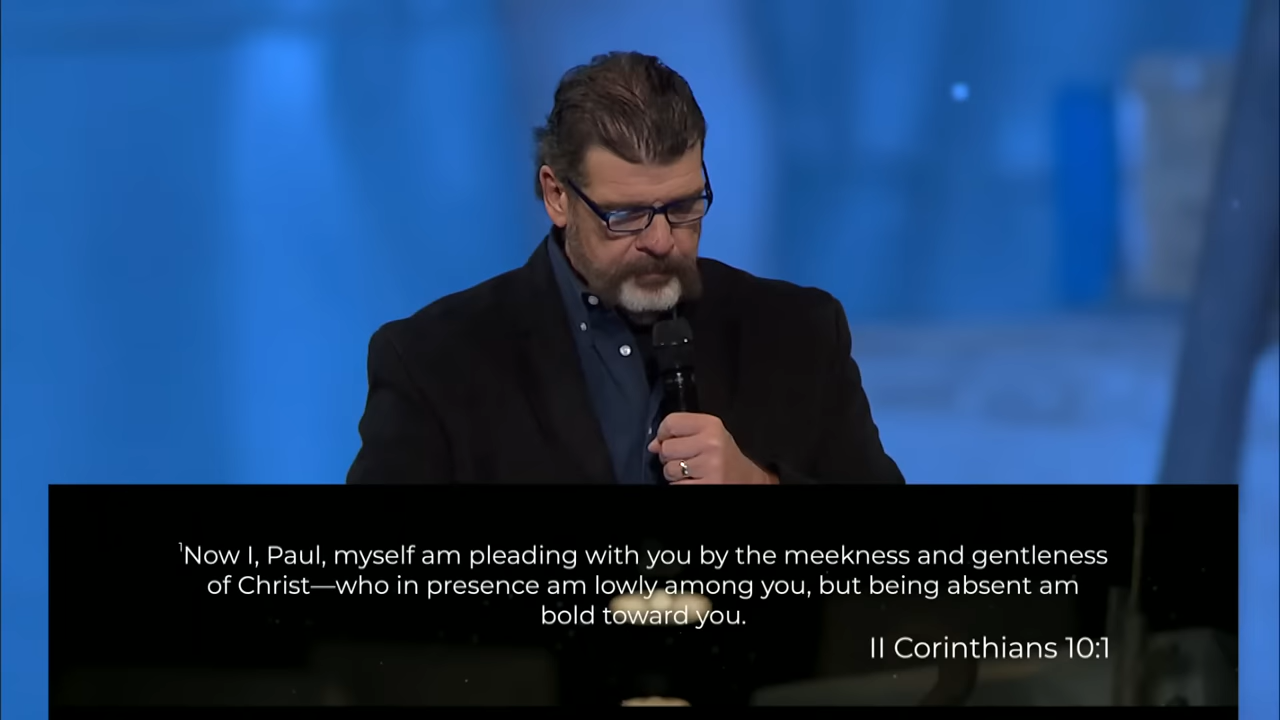 ¹Now I, Paul, myself am pleading with you by the meekness and gentleness
of Christ—who in presence am lowly among you, but being absent am
bold toward you.
II Corinthians 10:1